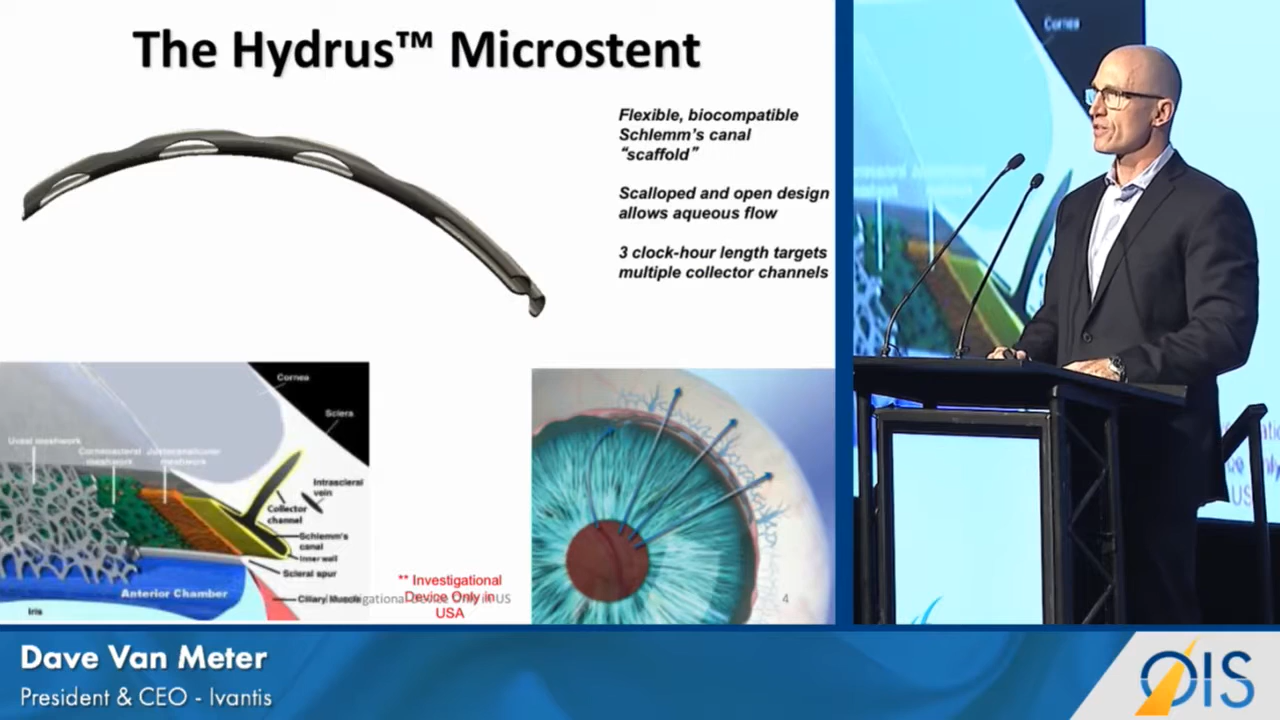 The Hydrus™ Microstent
Flexible, biocompatible
Schlemm's canal
“scaffold”
Scalloped and open design
allows aqueous flow
3 clock-hour length targets
multiple collector channels
Cornea
Sclera
Uveal meshwork
Corneoscleral
meshwork
Juxtacanalicular
meshwork
Intrascleral
vein
Collector
channel
Schlemm's
canal
Inner wall
Scleral spur
Anterior Chamber
Ciliary Muscle
Iris
** Investigational
Device Only in
USA
4
Cornea
Dave Van Meter
President & CEO - Ivantis
OIS